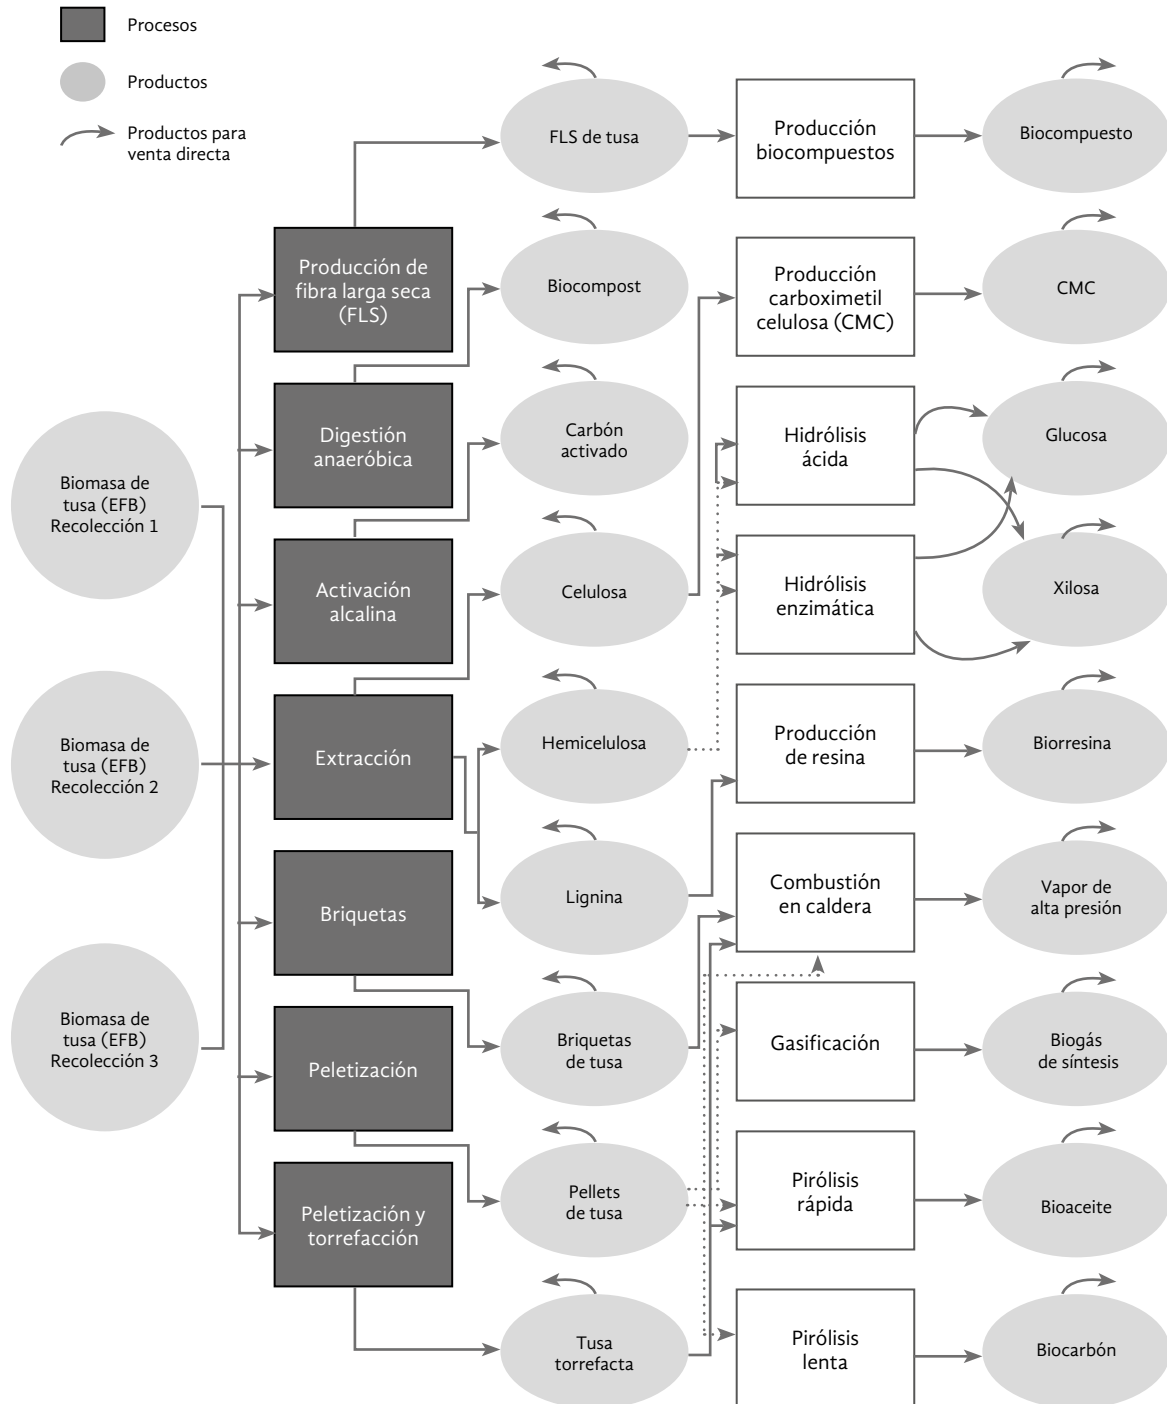 Procesos
Productos
Productos para
venta directa
Biomasa de
tusa (EFB)
Recolección 1
Biomasa de
tusa (EFB)
Recolección 2
Biomasa de
tusa (EFB)
Recolección 3
Producción de
fibra larga seca
(FLS)
Digestión
anaeróbica
Activación
alcalina
Extracción
Briquetas
Peletización
Peletización y
torrefacción
FLS de tusa
Biocompost
Carbón
activado
Celulosa
Hemicelulosa
Lignina
Briquetas
de tusa
Pellets
de tusa
Tusa
torrefacta
Producción
biocompuestos
Producción
carboximetil
celulosa (CMC)
Hidrólisis
ácida
Hidrólisis
enzimática
Producción
de resina
Combustión
en caldera
Gasificación
Pirólisis
rápida
Pirólisis
lenta
Biocompuesto
CMC
Glucosa
Xilosa
Biorresina
Vapor de
alta presión
Biogás
de síntesis
Bioaceite
Biocarbón